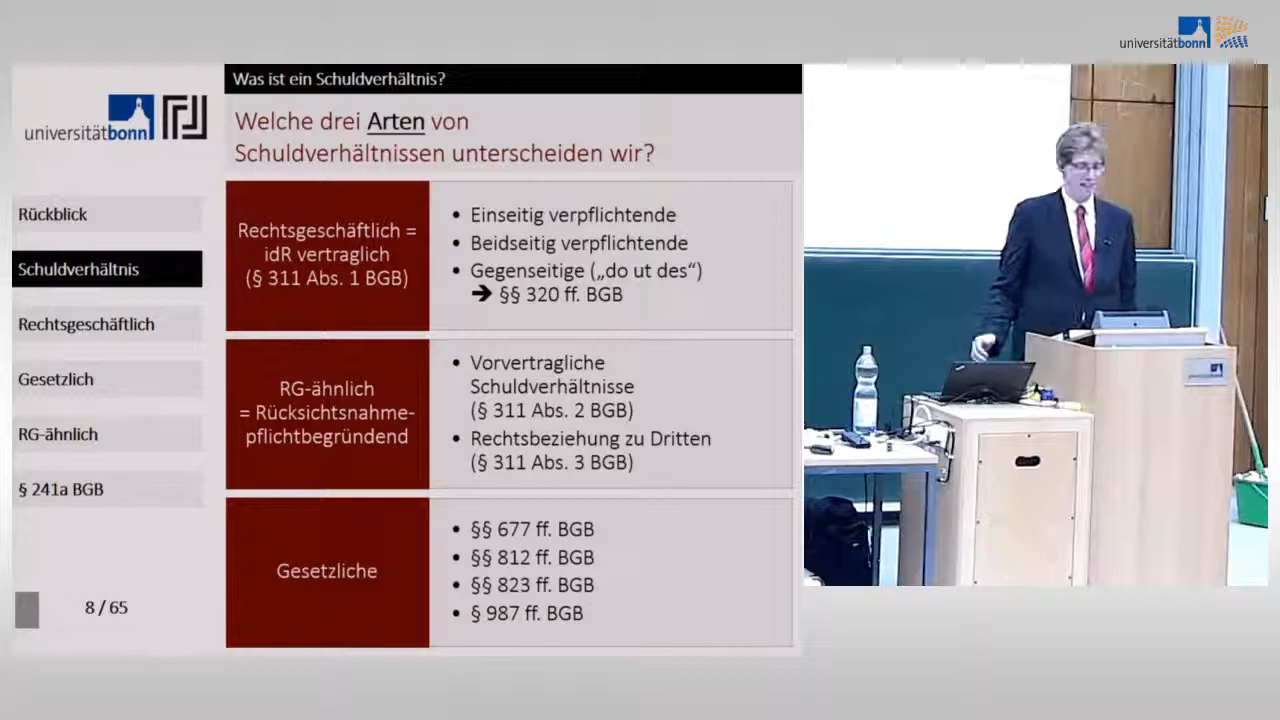 universitätbonn
Was ist ein Schuldverhältnis?
universitätbonn
Welche drei Arten von
Schuldverhältnissen unterscheiden wir?
Rückblick
Schuldverhältnis
Rechtsgeschäftlich
Gesetzlich
RG-ähnlich
§ 241a BGB
8 / 65
Rechtsgeschäftlich =
idR vertraglich
(§ 311 Abs. 1 BGB)
• Einseitig verpflichtende
• Beidseitig verpflichtende
• Gegenseitige („do ut des“)
➔ §§ 320 ff. BGB
RG-ähnlich
= Rücksichtsnahme-
pflichtbegründend
• Vorvertragliche
Schuldverhältnisse
(§ 311 Abs. 2 BGB)
• Rechtsbeziehung zu Dritten
(§ 311 Abs. 3 BGB)
Gesetzliche
• §§ 677 ff. BGB
• §§ 812 ff. BGB
• §§ 823 ff. BGB
• § 987 ff. BGB